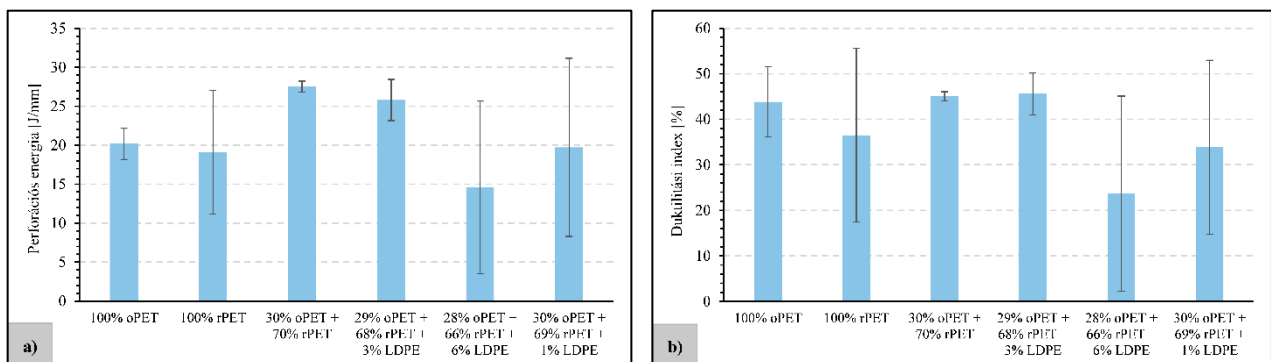 Perforációs energia [J/mm]
35
30
25
20
15
10
5
0
100% oPET
100% rPET
30% oPET +
70% rPET
29% oPET +
68% rPET +
3% LDPE
28% oPET –
66% rPET +
6% LDPE
30% oPET +
69% rPET +
1% LDPE
a)
Duktilitási index [%]
60
50
40
30
20
10
0
100% oPET
100% rPET
30% oPET +
70% rPET
29% oPET +
68% rPET
3% LDPE
28% oPET +
66% rPET
6% LDPE
30% oPET +
69% rPET +
1% LDPE
b)